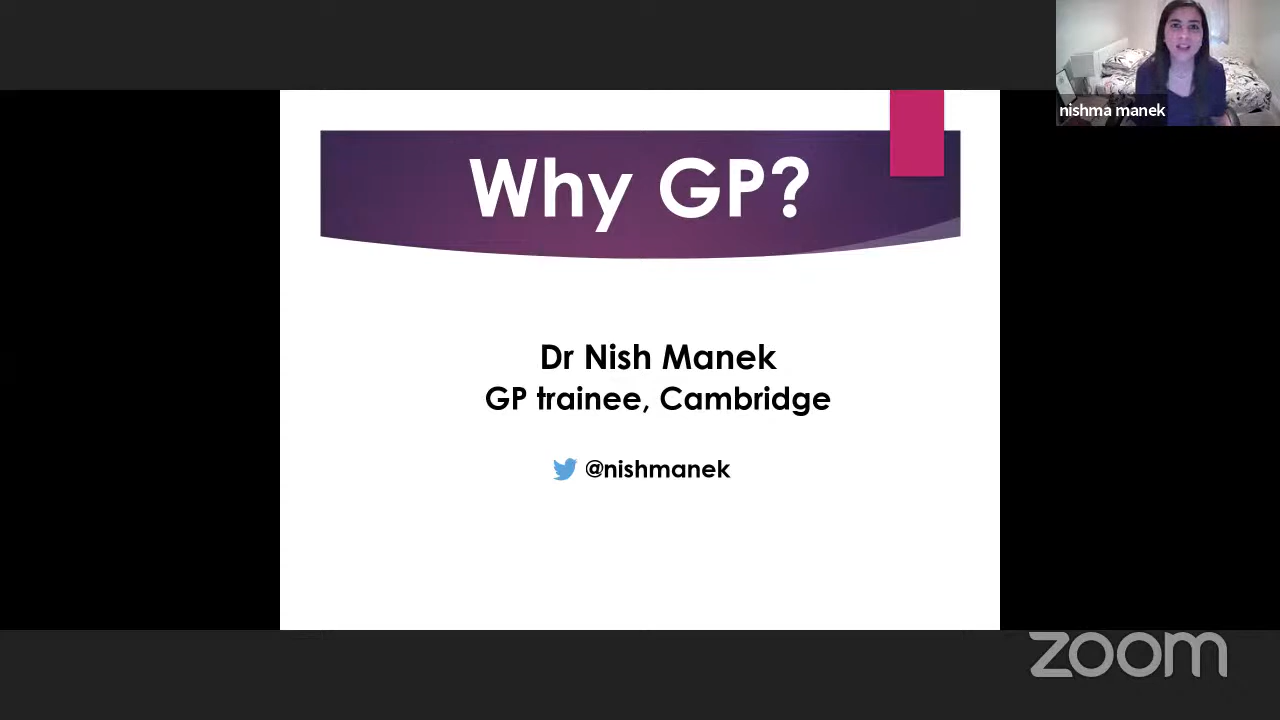 nishma manek
Why GP?
Dr Nish Manek
GP trainee, Cambridge
@nishmanek
zoom